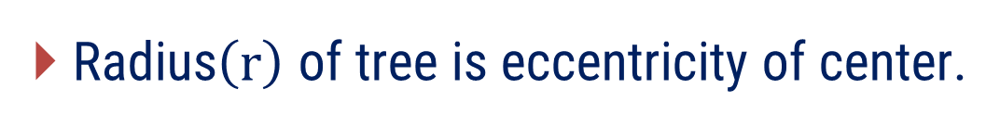 Radius(r) of tree is eccentricity of center.